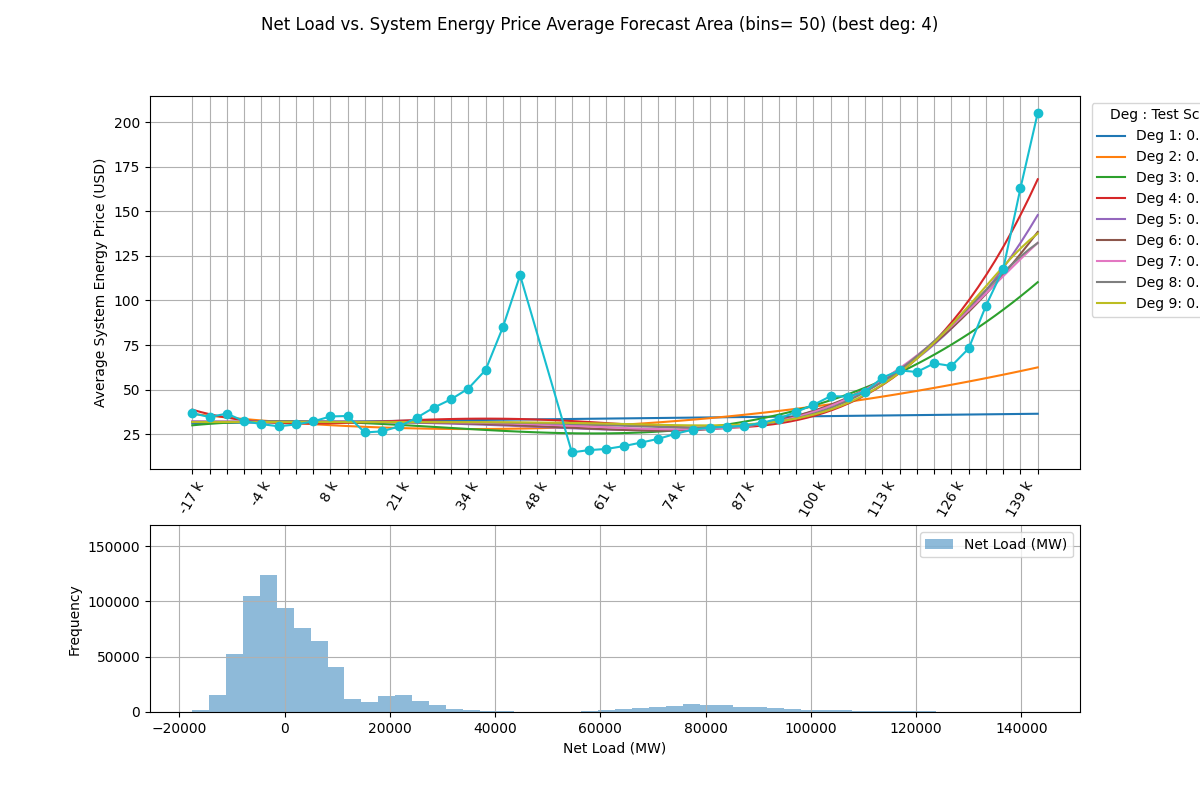 Net Load vs. System Energy Price Average Forecast Area (bins= 50) (best deg: 4)
Average System Energy Price (USD)
200
175
150
125
100
75
50
25
-17 k
-4 k
8 k
21 k
34 k
48 k
61 k
74 k
87 k
100 k
113 k
126 k
139 k
Deg : Test Sc
Deg 1: 0.
Deg 2: 0.
Deg 3: 0.
Deg 4: 0.
Deg 5: 0.
Deg 6: 0.
Deg 7: 0.
Deg 8: 0.
Deg 9: 0.
Frequency
150000
100000
50000
0
Net Load (MW)
−20000
0
20000
40000
60000
80000
100000
120000
140000
Net Load (MW)